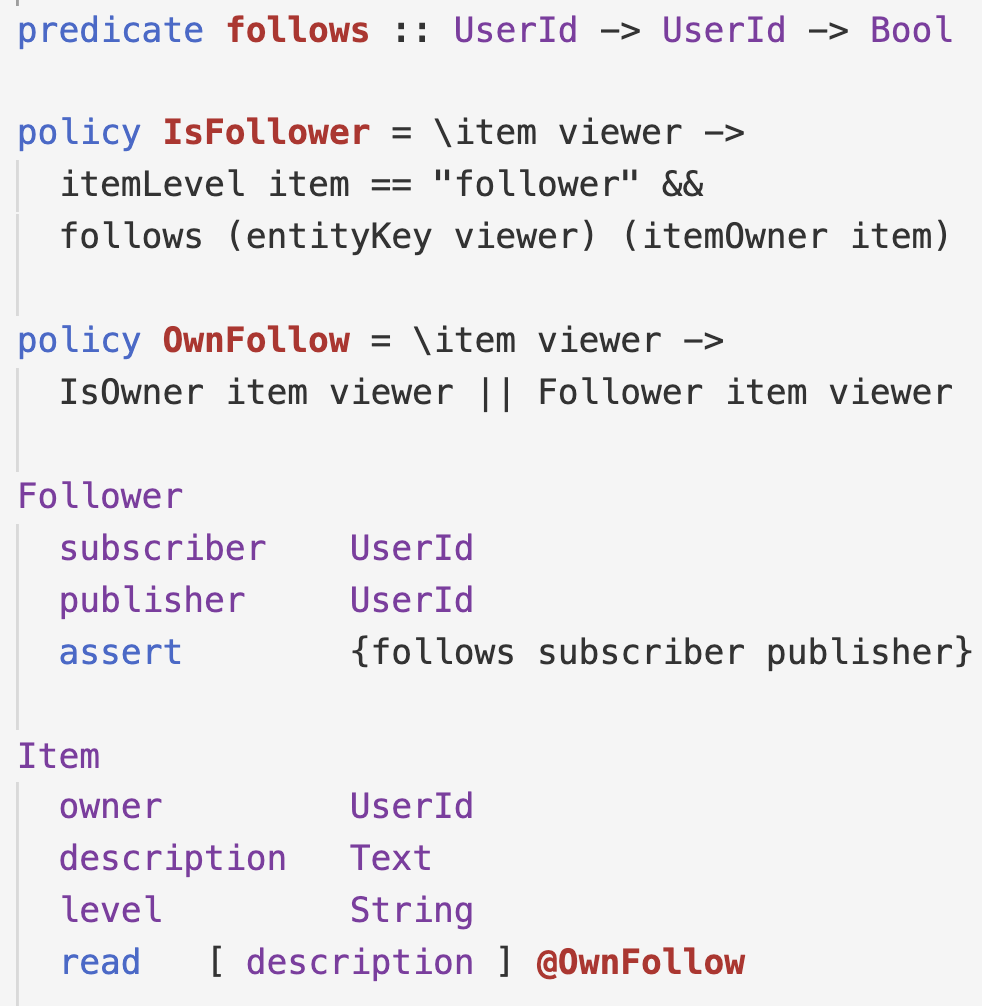 predicate follows :: UserId -> UserId -> Bool
policy IsFollower = \item viewer ->
itemLevel item == "follower" &&
follows (entityKey viewer) (itemOwner item)
policy OwnFollow = \item viewer ->
IsOwner item viewer || Follower item viewer
Follower
subscriber UserId
publisher UserId
assert {follows subscriber publisher}
Item
owner UserId
description Text
level String
read [ description ] @OwnFollow